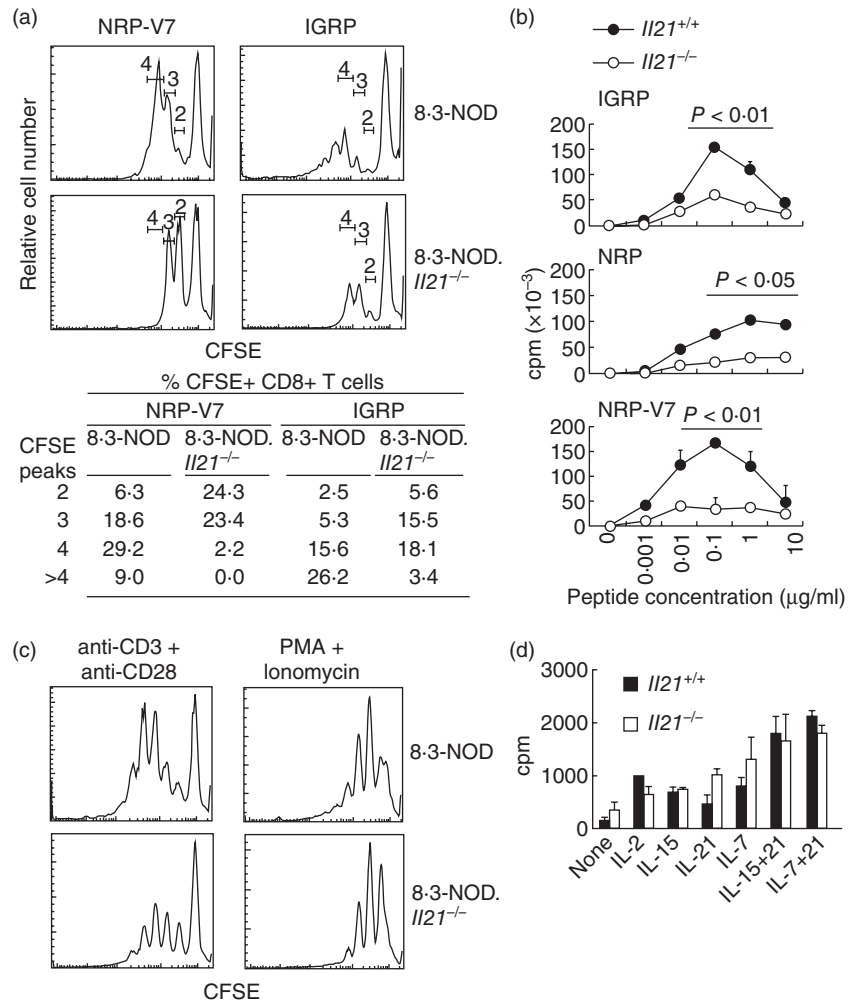 (a)
NRP-V7 IGRP
4 3 2
4 3 2
8·3-NOD
4 3 2
4 3 2
8·3-NOD.
Il21–/–
Relative cell number
CFSE
% CFSE+ CD8+ T cells
NRP-V7 IGRP
CFSE peaks 8·3-NOD 8·3-NOD. Il21–/– 8·3-NOD 8·3-NOD. Il21–/–
2 6·3 24·3 2·5 5·6
3 18·6 23·4 5·3 15·5
4 29·2 2·2 15·6 18·1
>4 9·0 0·0 26·2 3·4
(b)
Il21+/+
Il21–/–
IGRP
P < 0·01
200
150
100
50
0
NRP
P < 0·05
200
150
100
50
0
cpm (×10–3)
NRP-V7
P < 0·01
200
150
100
50
0
0 0·001 0·01 0·1 1 10
Peptide concentration (µg/ml)
(c)
anti-CD3 +
anti-CD28
PMA +
Ionomycin
8·3-NOD
8·3-NOD.
Il21–/–
CFSE
(d)
3000
2000
1000
0
cpm
Il21+/+
Il21–/–
None IL-2 IL-15 IL-21 IL-7 IL-15+21 IL-7+21